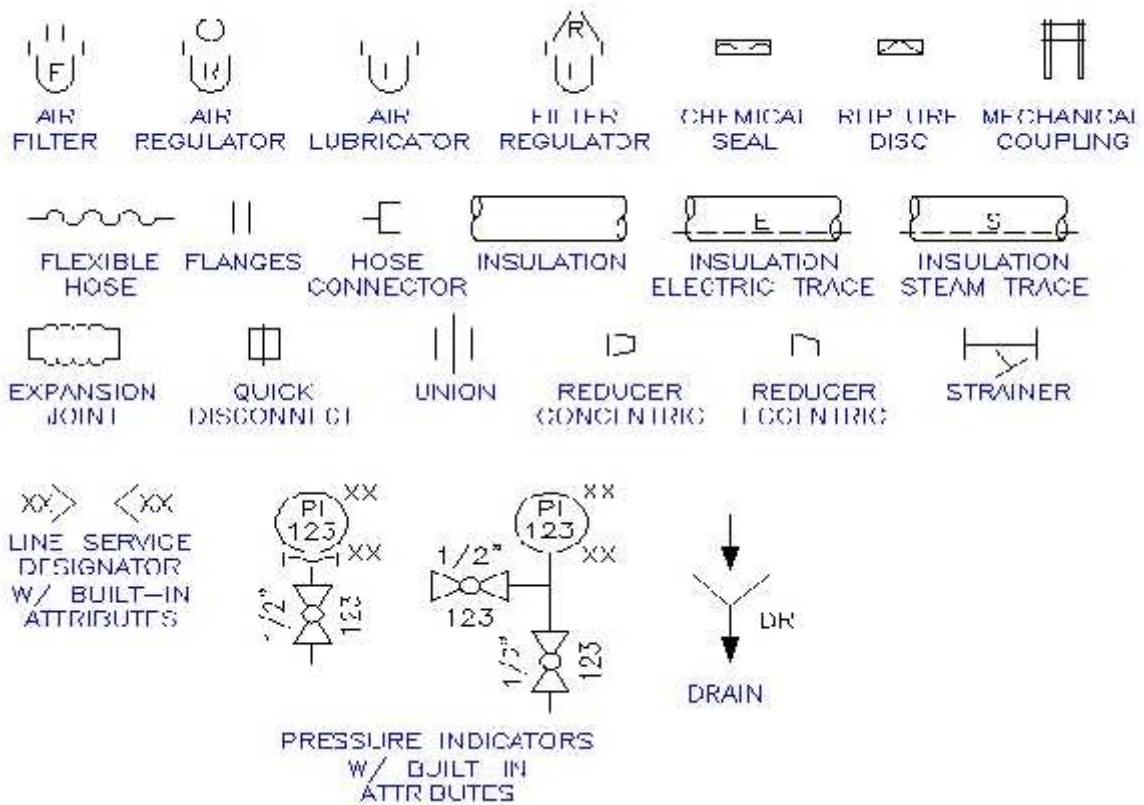 F
R
R
AIR
FILTER
AIR
REGULATOR
AIR
LUBRICATOR
FILTER
REGULATOR
CHEMICAL
SEAL
RUPTURE
DISC
MECHANICAL
COUPLING
FLEXIBLE
HOSE
FLANGES
HOSE
CONNECTOR
INSULATION
E
INSULATION
ELECTRIC TRACE
S
INSULATION
STEAM TRACE
EXPANSION
JOINT
QUICK
DISCONNECT
UNION
REDUCER
CONCENTRIC
REDUCER
ECCENTRIC
STRAINER
XX> <XX
LINE SERVICE
DESIGNATOR
W/ BUILT-IN
ATTRIBUTES
PI
123
XX
XX
1/2"
123
PI
123
XX
XX
1/2"
123
1/2"
123
PRESSURE INDICATORS
W/ BUILT IN
ATTRIBUTES
DR
DRAIN